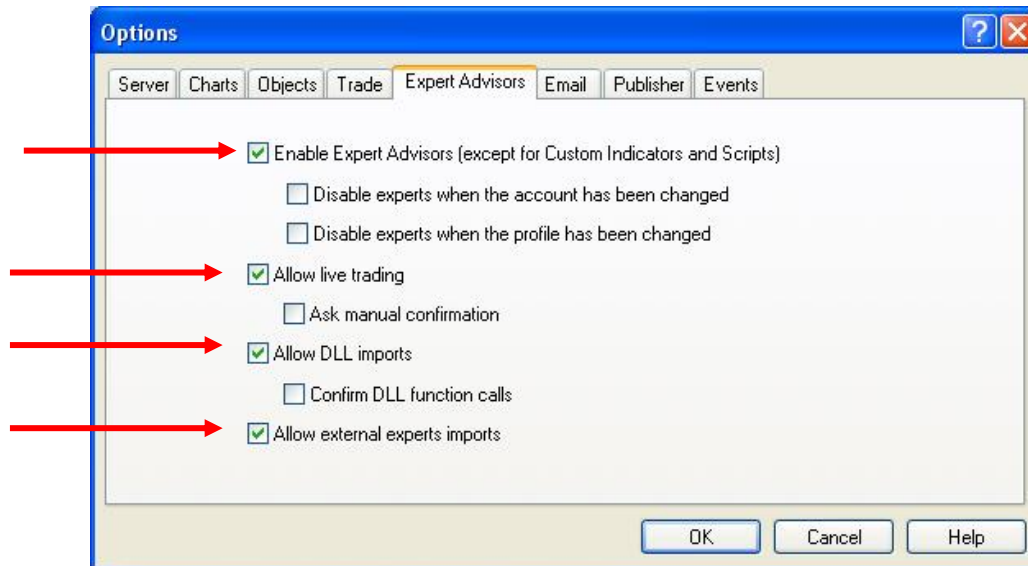 Options
Server Charts Objects Trade Expert Advisors Email Publisher Events
Enable Expert Advisors (except for Custom Indicators and Scripts)
Disable experts when the account has been changed
Disable experts when the profile has been changed
Allow live trading
Ask manual confirmation
Allow DLL imports
Confirm DLL function calls
Allow external experts imports
OK Cancel Help